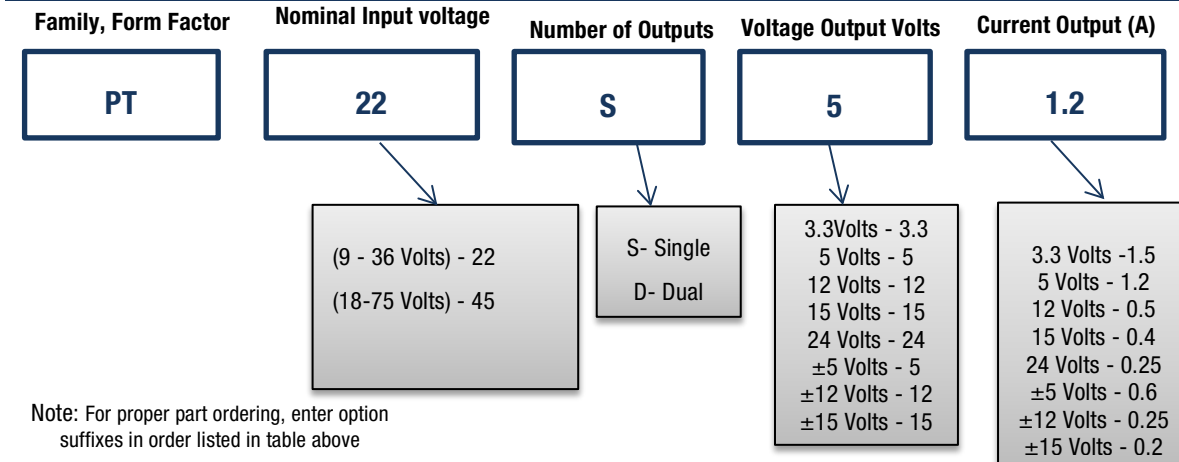 Family, Form Factor
Nominal Input voltage
Number of Outputs
Voltage Output Volts
Current Output (A)
PT
22
S
5
1.2
(9 - 36 Volts) - 22
(18-75 Volts) - 45
S- Single
D- Dual
3.3Volts - 3.3
5 Volts - 5
12 Volts - 12
15 Volts - 15
24 Volts - 24
±5 Volts - 5
±12 Volts - 12
±15 Volts - 15
3.3 Volts -1.5
5 Volts - 1.2
12 Volts - 0.5
15 Volts - 0.4
24 Volts - 0.25
±5 Volts - 0.6
±12 Volts - 0.25
±15 Volts - 0.2
Note: For proper part ordering, enter option
suffixes in order listed in table above